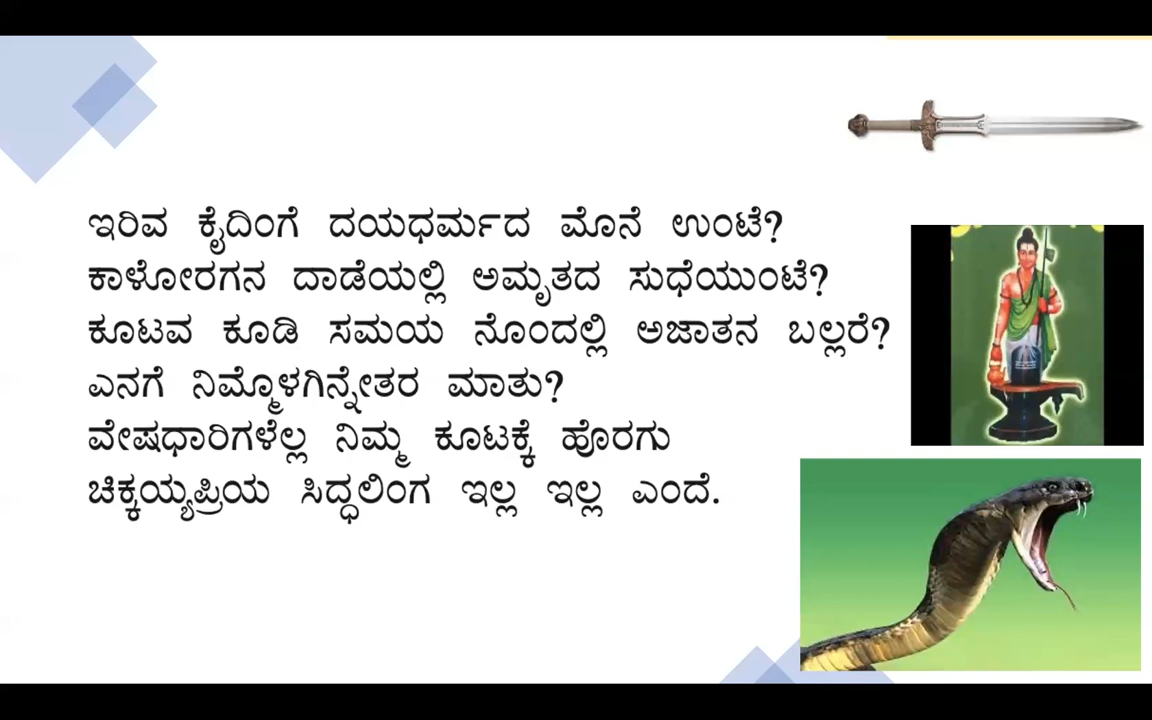 ಇರಿವ ಕೈದಿಂಗೆ ದಯಧರ್ಮದ ಮೊನೆ ಉಂಟೆ?
ಕಾಳೋರಗನ ದಾಡೆಯಲ್ಲಿ ಅಮೃತದ ಸುಧೆಯುಂಟೆ?
ಕೂಟವ ಕೂಡಿ ಸಮಯ ನೊಂದಲ್ಲಿ ಅಜಾತನ ಬಲ್ಲರೆ?
ಎನಗೆ ನಿಮ್ಮೊಳಗಿನ್ನೇತರ ಮಾತು?
ವೇಷಧಾರಿಗಳೆಲ್ಲ ನಿಮ್ಮ ಕೂಟಕ್ಕೆ ಹೊರಗು
ಚಿಕ್ಕಯ್ಯಪ್ರಿಯ ಸಿದ್ಧಲಿಂಗ ಇಲ್ಲ ಇಲ್ಲ ಎಂದೆ.